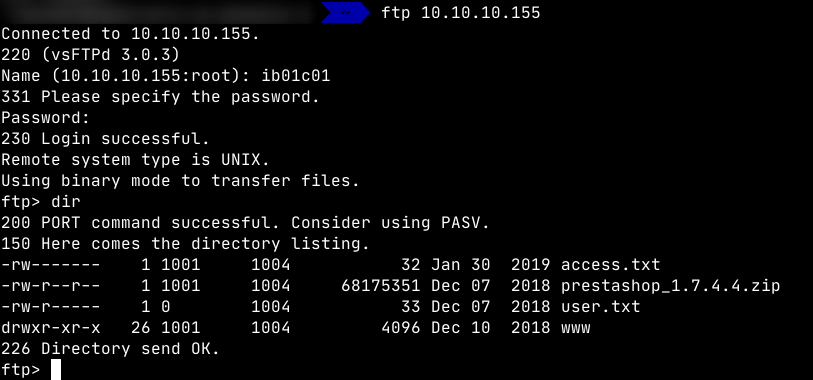 ftp 10.10.10.155
Connected to 10.10.10.155.
220 (vsFTPd 3.0.3)
Name (10.10.10.155:root): ib01c01
331 Please specify the password.
Password:
230 Login successful.
Remote system type is UNIX.
Using binary mode to transfer files.
ftp> dir
200 PORT command successful. Consider using PASV.
150 Here comes the directory listing.
-rw-------    1 1001     1004           32 Jan 30  2019 access.txt
-rw-r--r--    1 1001     1004     68175351 Dec 07  2018 prestashop_1.7.4.4.zip
-rw-r-----    1 0        1004           33 Dec 07  2018 user.txt
drwxr-xr-x   26 1001     1004         4096 Dec 10  2018 www
226 Directory send OK.
ftp>